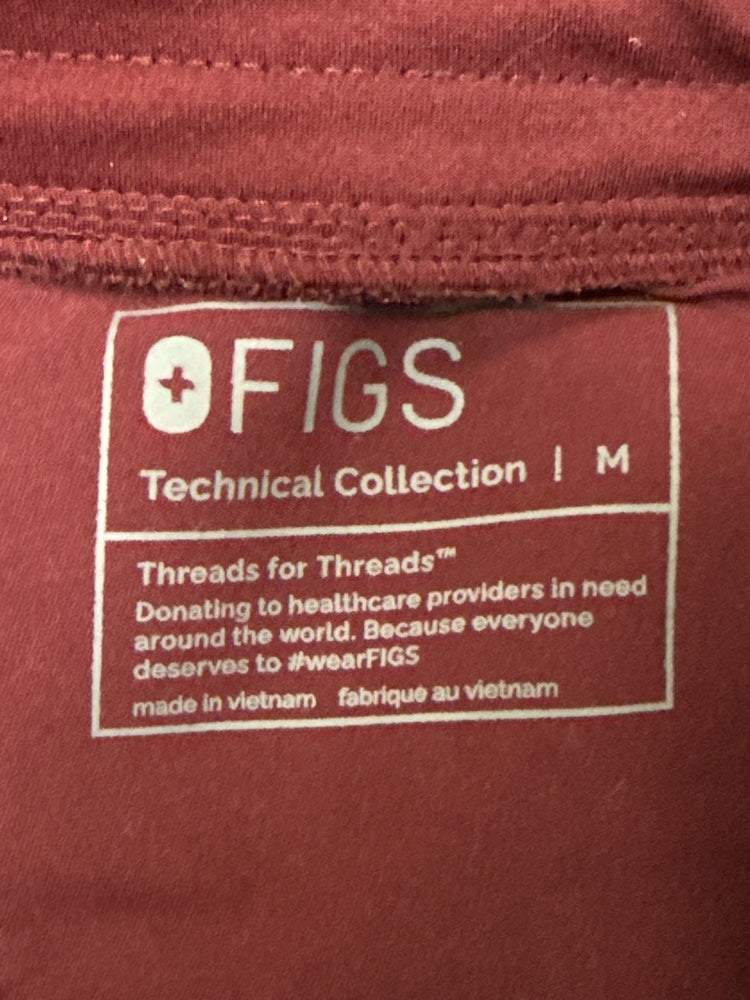 FIGS
Technical Collection | M
Threads for Threads™
Donating to healthcare providers in need
around the world. Because everyone
deserves to #wearFIGS
made in vietnam fabriqué au vietnam